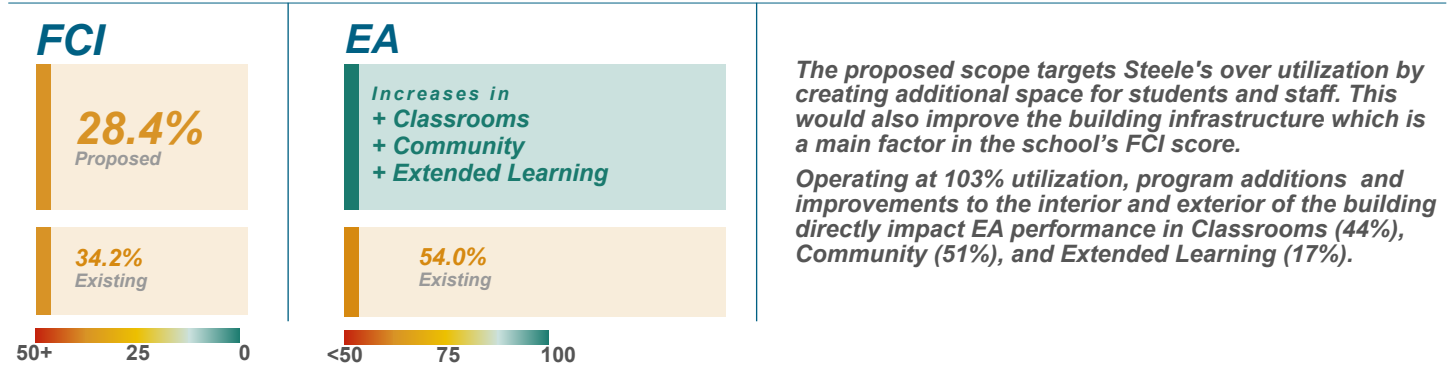 FCI
28.4%
Proposed
34.2%
Existing
50+ 25 0
EA
Increases in
+ Classrooms
+ Community
+ Extended Learning
54.0%
Existing
<50 75 100
The proposed scope targets Steele's over utilization by
creating additional space for students and staff. This
would also improve the building infrastructure which is
a main factor in the school’s FCI score.
Operating at 103% utilization, program additions and
improvements to the interior and exterior of the building
directly impact EA performance in Classrooms (44%),
Community (51%), and Extended Learning (17%).